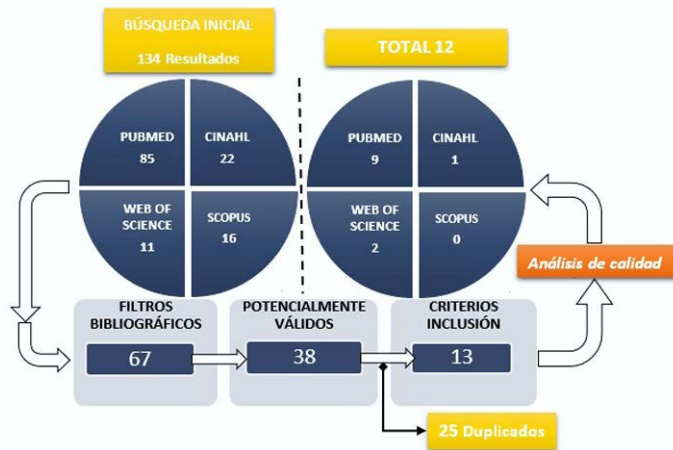 BÚSQUEDA INICIAL
134 Resultados
TOTAL 12
PUBMED
85
CINAHL
22
WEB OF
SCIENCE
11
SCOPUS
16
PUBMED
9
CINAHL
1
WEB OF
SCIENCE
2
SCOPUS
0
Análisis de calidad
FILTROS
BIBLIOGRÁFICOS
67
POTENCIALMENTE
VÁLIDOS
38
CRITERIOS
INCLUSIÓN
13
25 Duplicados